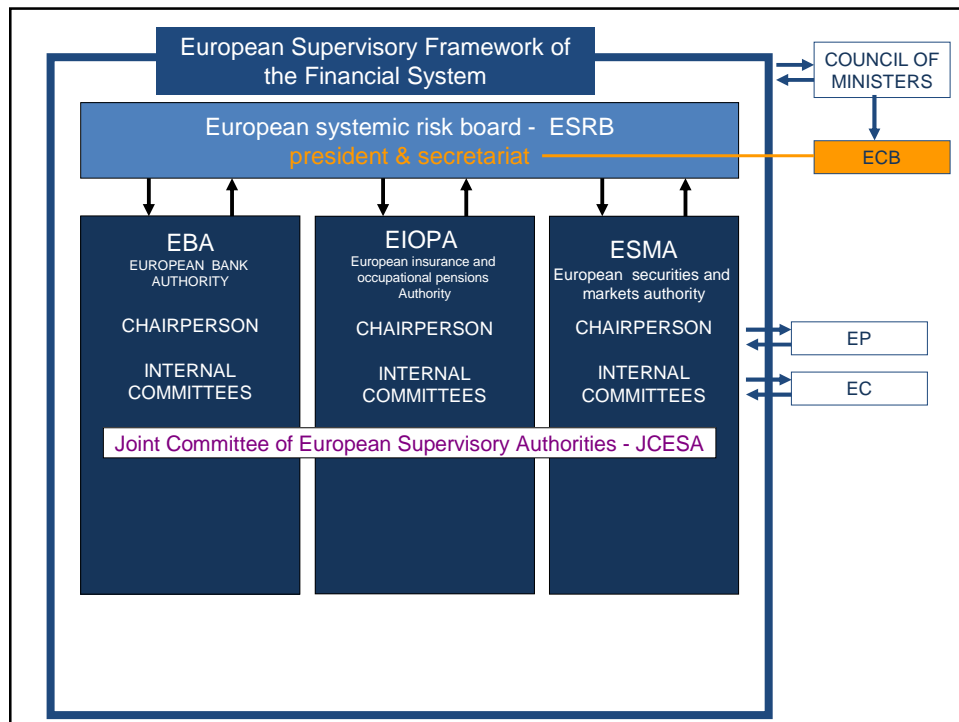 European Supervisory Framework of
the Financial System
COUNCIL OF
MINISTERS
European systemic risk board - ESRB
president & secretariat
ECB
EBA
EUROPEAN BANK
AUTHORITY
CHAIRPERSON
INTERNAL
COMMITTEES
EIOPA
European insurance and
occupational pensions
Authority
CHAIRPERSON
INTERNAL
COMMITTEES
ESMA
European securities and
markets authority
CHAIRPERSON
INTERNAL
COMMITTEES
EP
EC
Joint Committee of European Supervisory Authorities - JCESA